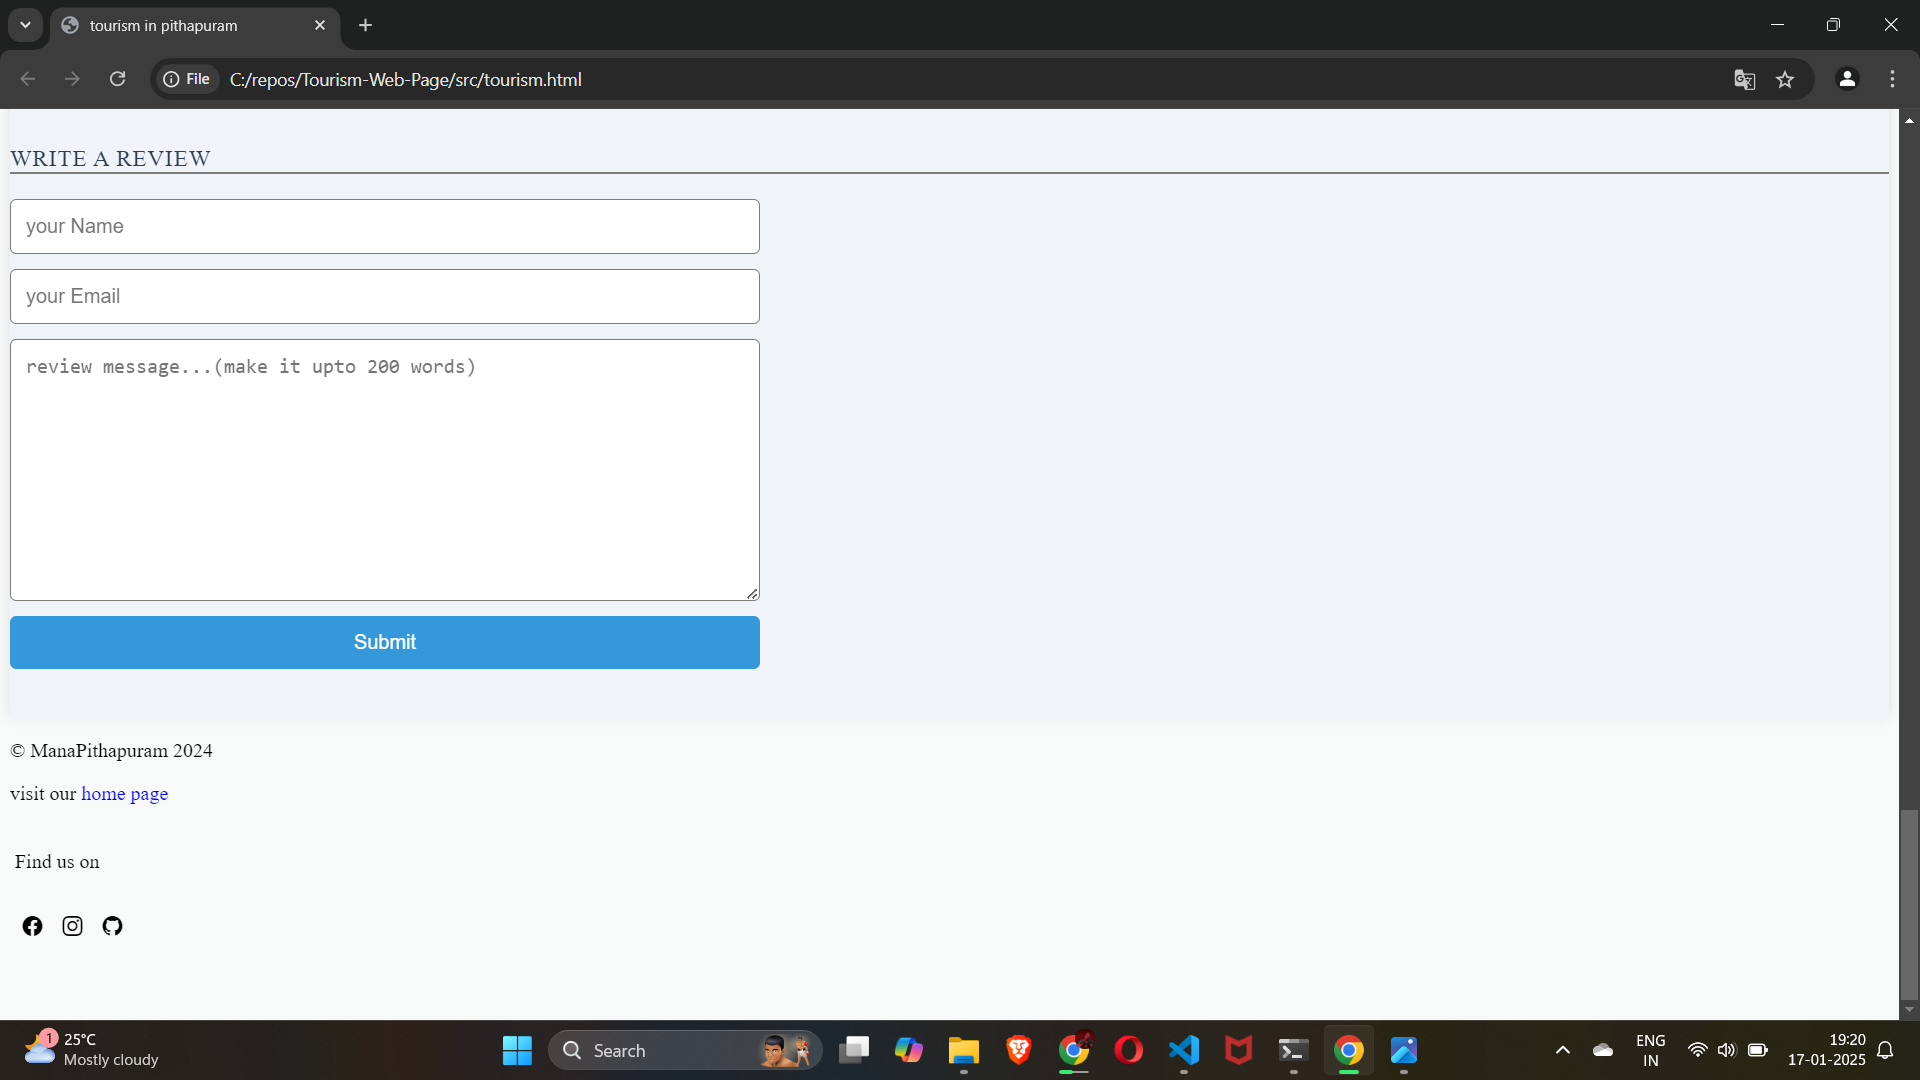 tourism in pithapuram
File
C:/repos/Tourism-Web-Page/src/tourism.html
WRITE A REVIEW
your Name
your Email
review message...(make it upto 200 words)
Submit
© ManaPithapuram 2024
visit our home page
Find us on
1
25°C
Mostly cloudy
Search
ENG
IN
19:20
17-01-2025